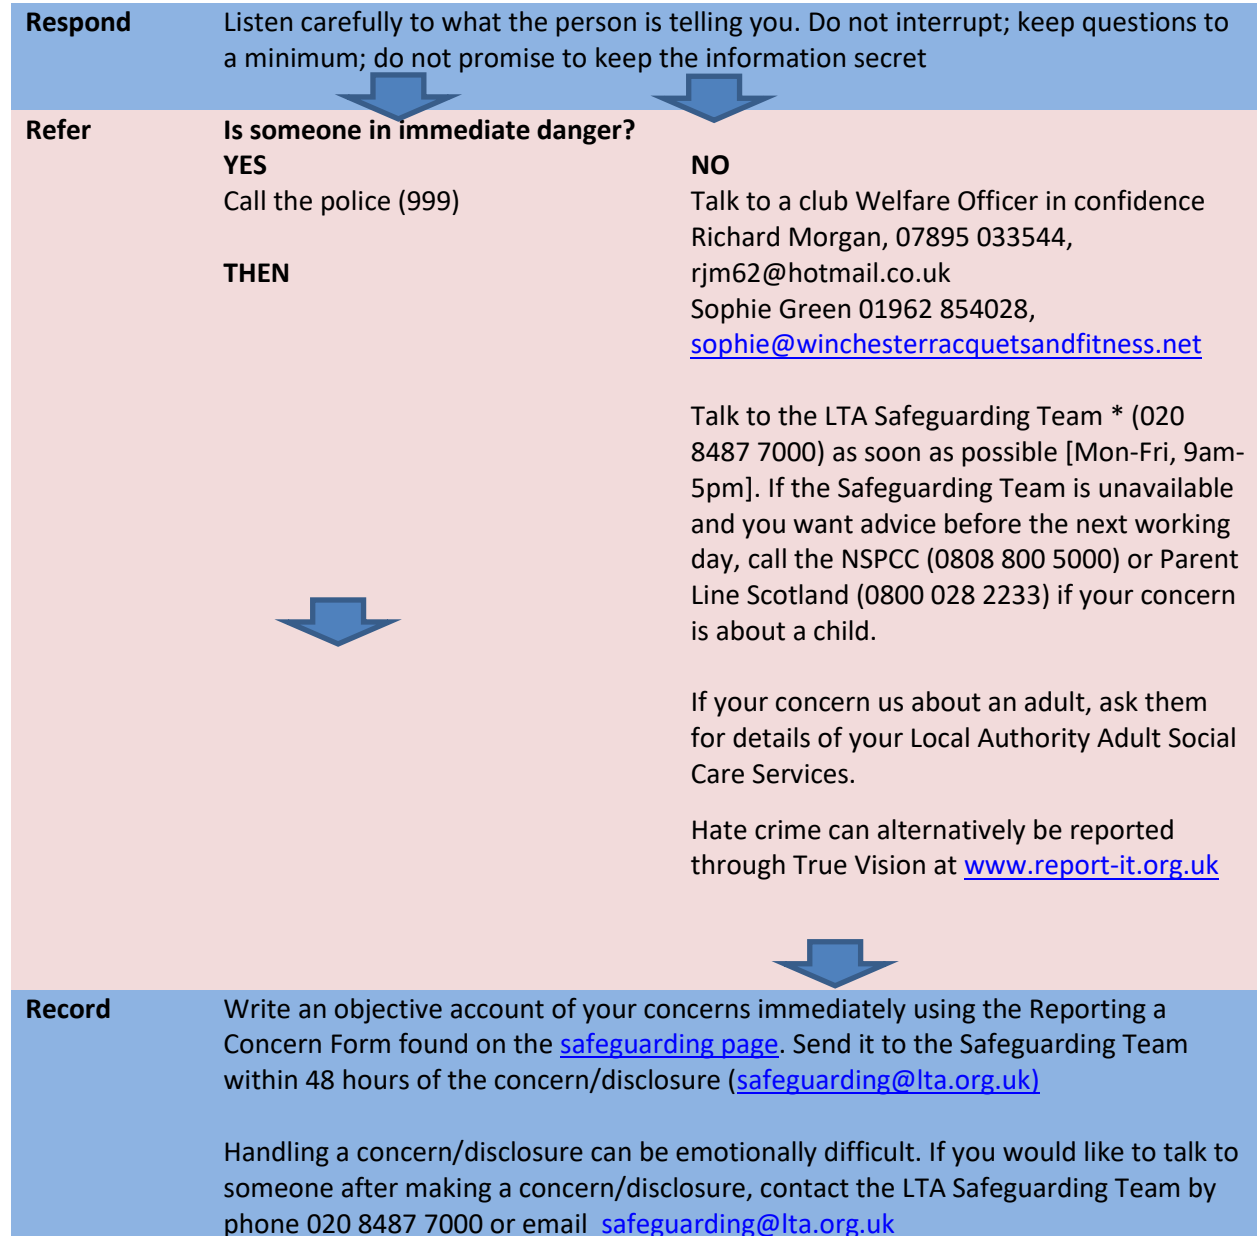 Respond
Listen carefully to what the person is telling you. Do not interrupt; keep questions to
a minimum; do not promise to keep the information secret
Refer
Is someone in immediate danger?
YES
Call the police (999)
THEN
NO
Talk to a club Welfare Officer in confidence
Richard Morgan, 07895 033544,
rjm62@hotmail.co.uk
Sophie Green 01962 854028,
sophie@winchesterracquetsandfitness.net
Talk to the LTA Safeguarding Team * (020
8487 7000) as soon as possible [Mon-Fri, 9am-
5pm]. If the Safeguarding Team is unavailable
and you want advice before the next working
day, call the NSPCC (0808 800 5000) or Parent
Line Scotland (0800 028 2233) if your concern
is about a child.
If your concern us about an adult, ask them
for details of your Local Authority Adult Social
Care Services.
Hate crime can alternatively be reported
through True Vision at www.report-it.org.uk
Record
Write an objective account of your concerns immediately using the Reporting a
Concern Form found on the safeguarding page. Send it to the Safeguarding Team
within 48 hours of the concern/disclosure (safeguarding@lta.org.uk)
Handling a concern/disclosure can be emotionally difficult. If you would like to talk to
someone after making a concern/disclosure, contact the LTA Safeguarding Team by
phone 020 8487 7000 or email safeguarding@lta.org.uk